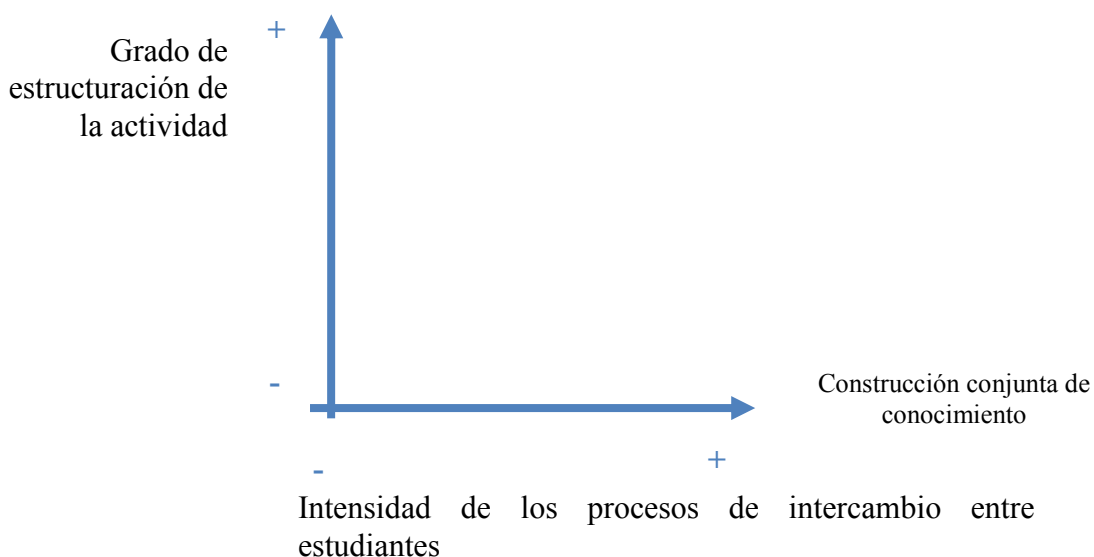 +
Grado de
estructuración de
la actividad
-
Construcción conjunta de
conocimiento
-
+
Intensidad de los procesos de intercambio entre
estudiantes